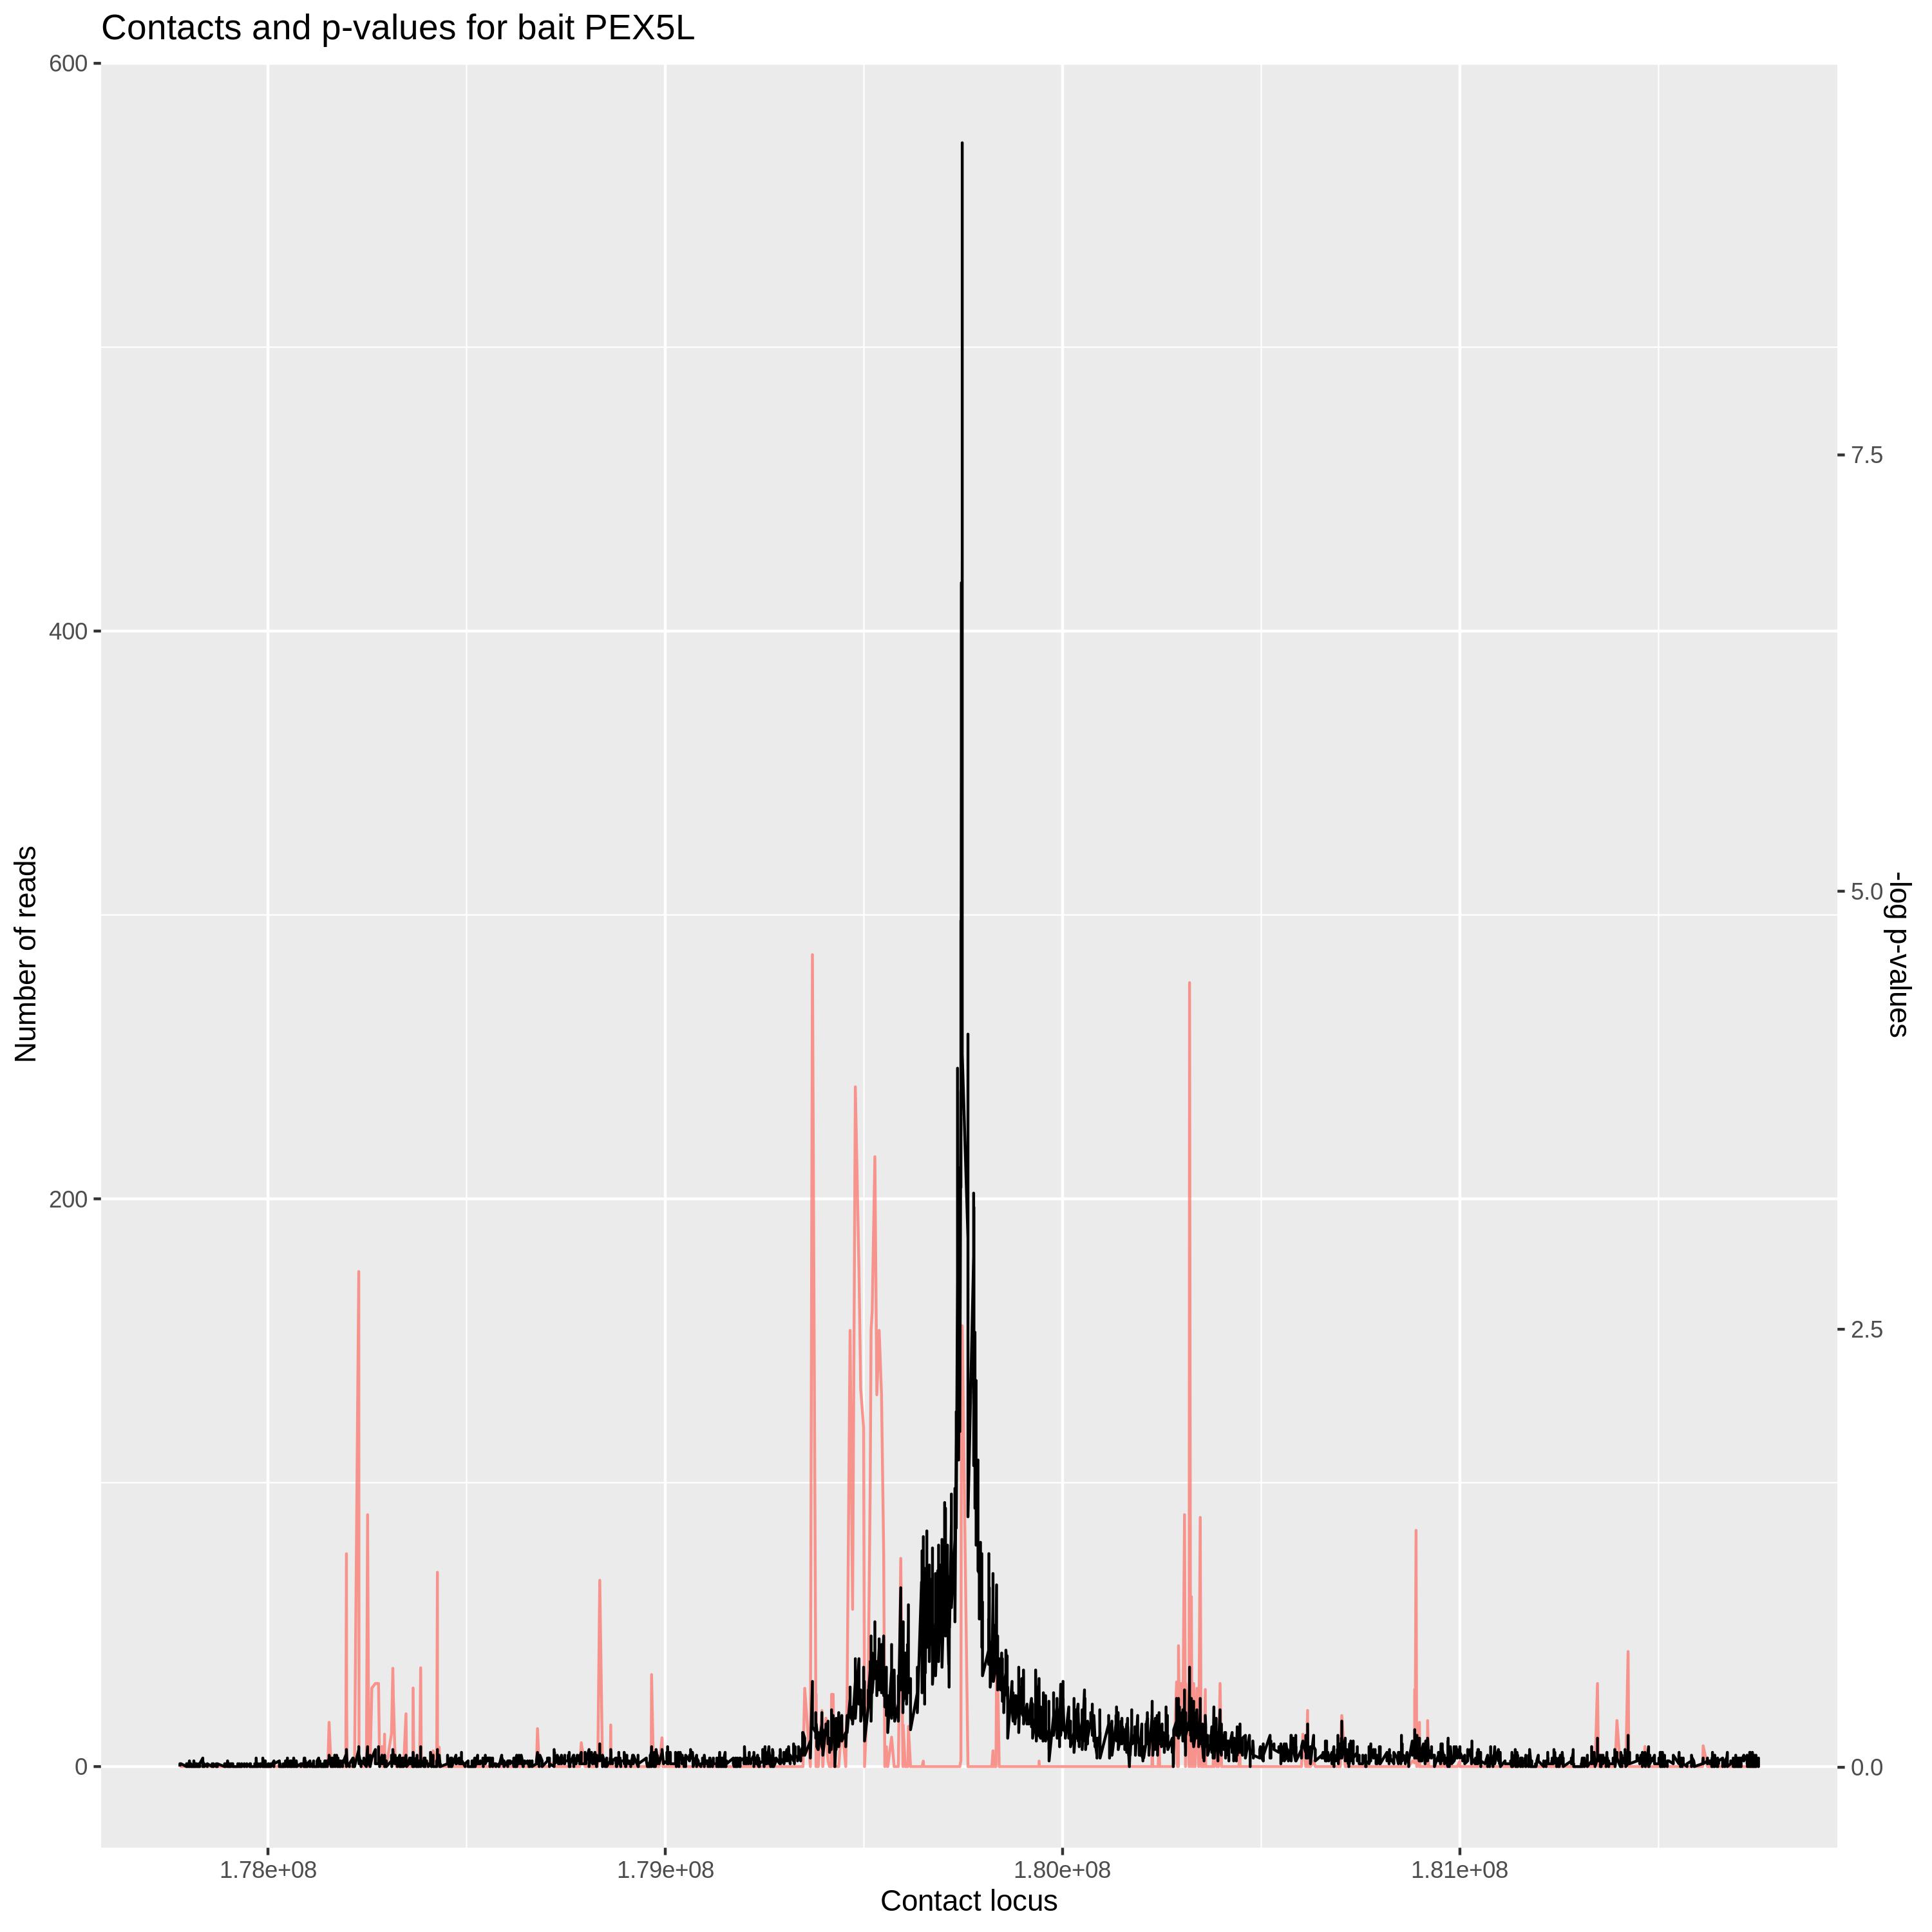 Contacts and p-values for bait PEX5L
600
400
200
0
Number of reads
7.5
5.0
2.5
0.0
-log p-values
1.78e+08
1.79e+08
1.80e+08
1.81e+08
Contact locus